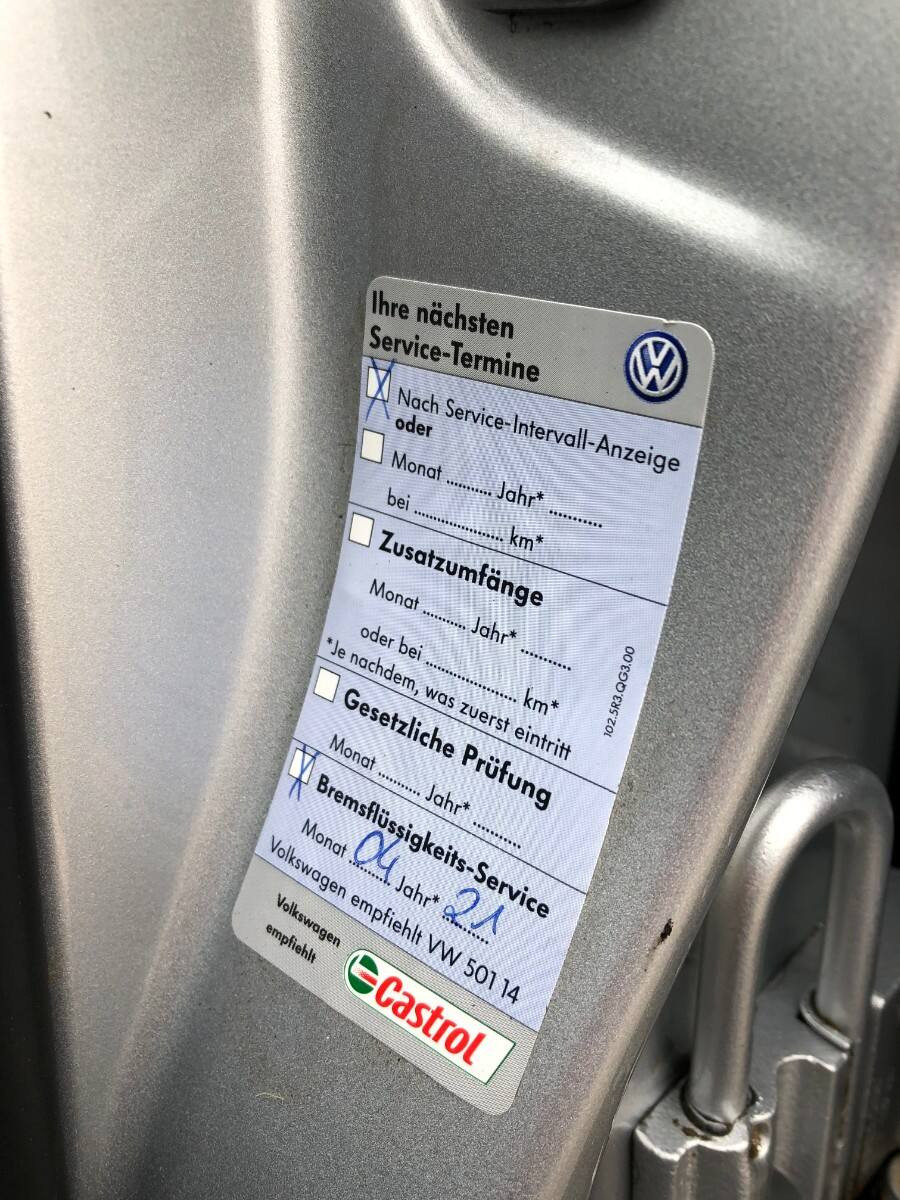 Ihre nächsten
Service-Termine
Nach Service-Intervall-Anzeige
oder
Monat .......... Jahr* ...........
bei ................... km*
Zusatzumfänge
Monat .......... Jahr* ...........
oder bei ................... km*
*Je nachdem, was zuerst eintritt
102.5R3.QG3.00
Gesetzliche Prüfung
Monat .......... Jahr* ...........
Bremsflüssigkeits-Service
Monat 04 Jahr* 21
Volkswagen empfiehlt VW 501 14
Volkswagen
empfiehlt
Castrol